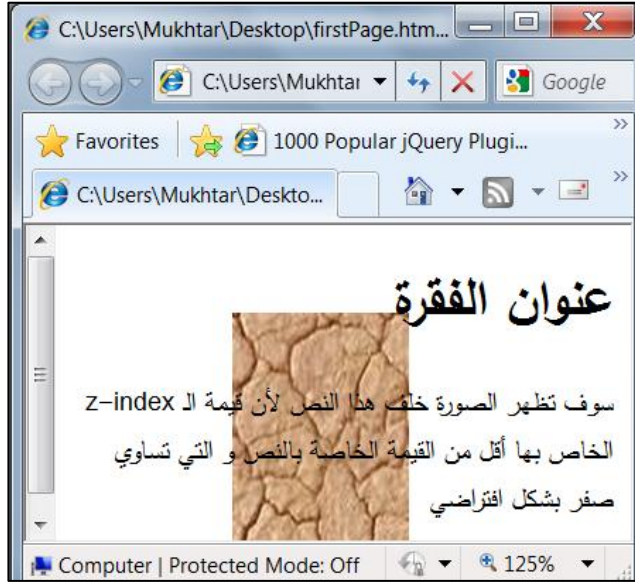 C:\Users\Mukhtar\Desktop\firstPage.htm...
C:\Users\Mukhtar
Google
Favorites
1000 Popular jQuery Plugi...
C:\Users\Mukhtar\Deskto...
عنوان الفقرة
سوف تظهر الصورة خلف هذا النص لأن قيمة الـ z-index
الخاص بها أقل من القيمة الخاصة بالنص و التي تساوي
صفر بشكل افتراضي
Computer | Protected Mode: Off
125%